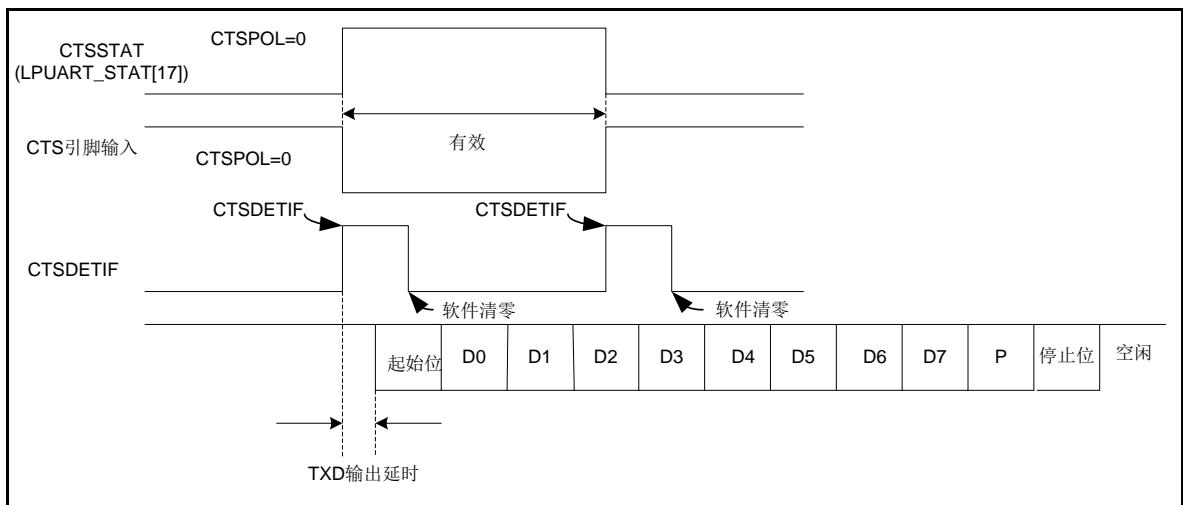 CTSPOL=0
CTSSTAT
(LPUART_STAT[17])
有效
CTS引脚输入
CTSPOL=0
CTSDETIF
CTSDETIF
CTSDETIF
软件清零
软件清零
起始位 D0 D1 D2 D3 D4 D5 D6 D7 P 停止位 空闲
TXD输出延时